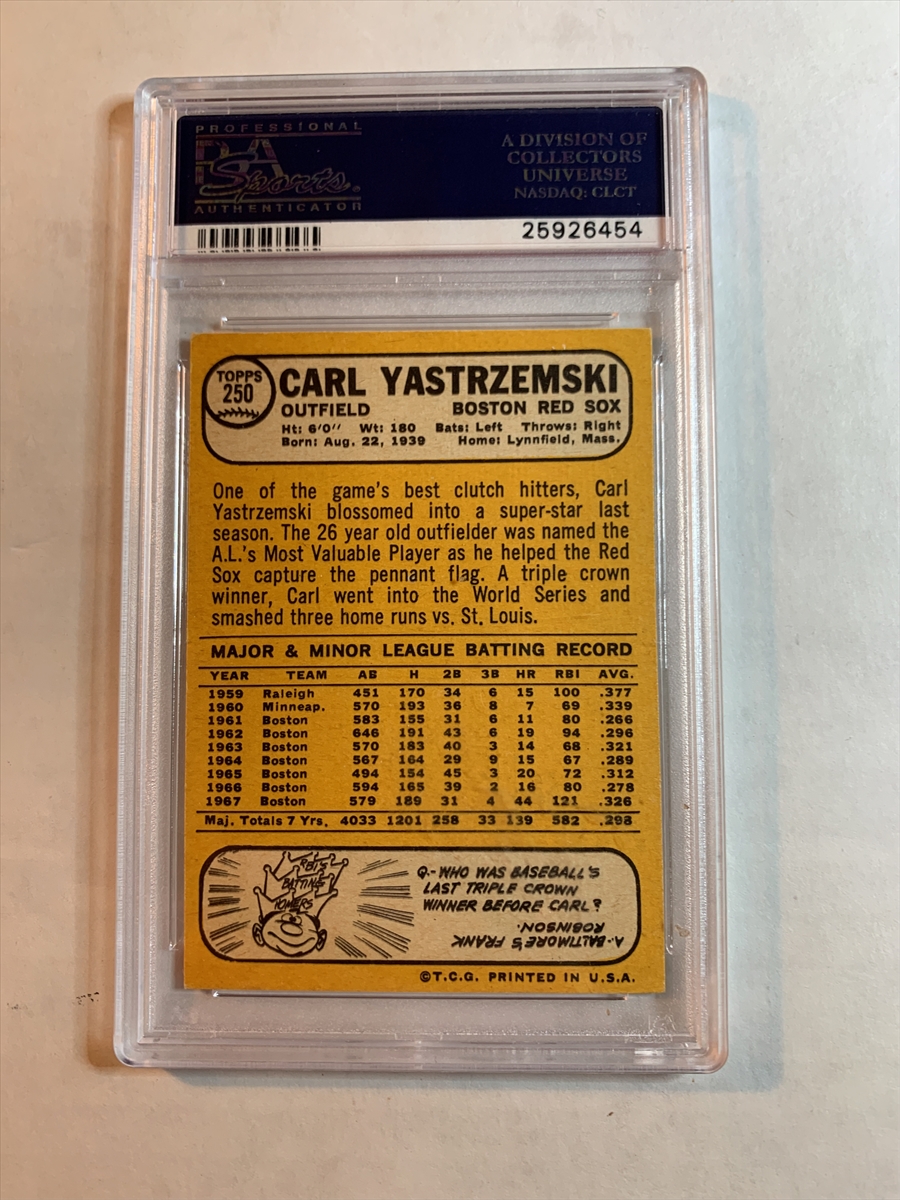 PROFESSIONAL
PSA
Sports.
AUTHENTICATOR
A DIVISION OF
COLLECTORS
UNIVERSE
NASDAQ: CLCT
25926454
TOPPS
250
CARL YASTRZEMSKI
OUTFIELD BOSTON RED SOX
Ht: 6'0" Wt: 180 Bats: Left Throws: Right
Born: Aug. 22, 1939 Home: Lynnfield, Mass.
One of the game's best clutch hitters, Carl
Yastrzemski blossomed into a super-star last
season. The 26 year old outfielder was named the
A.L.'s Most Valuable Player as he helped the Red
Sox capture the pennant flag. A triple crown
winner, Carl went into the World Series and
smashed three home runs vs. St. Louis.
MAJOR & MINOR LEAGUE BATTING RECORD
YEAR TEAM AB H 2B 3B HR RBI AVG.
1959 Raleigh 451 170 34 6 15 100 .377
1960 Minneap. 570 193 36 8 7 69 .339
1961 Boston 583 155 31 6 11 80 .266
1962 Boston 646 191 43 6 19 94 .296
1963 Boston 570 183 40 3 14 68 .321
1964 Boston 567 164 29 9 15 67 .289
1965 Boston 494 154 45 3 20 72 .312
1966 Boston 594 165 39 2 16 80 .278
1967 Boston 579 189 31 4 44 121 .326
Maj. Totals 7 Yrs. 4033 1201 258 33 139 582 .298
RBI'S
BATTING
HOMERS
Q.-WHO WAS BASEBALL'S
LAST TRIPLE CROWN
WINNER BEFORE CARL?
A.-BALTIMORE'S FRANK
ROBINSON.
©T.C.G. PRINTED IN U.S.A.